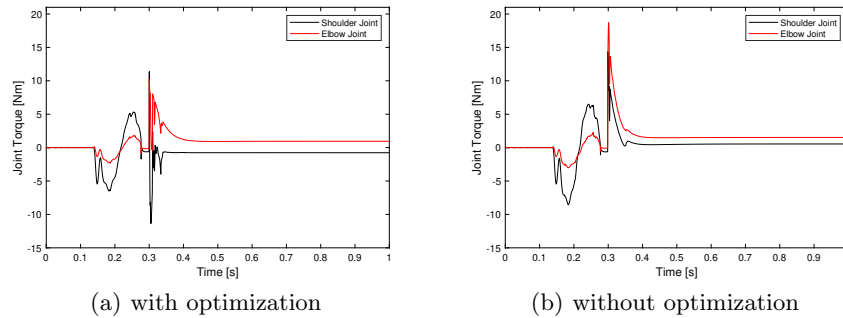 20
15
10
5
0
-5
-10
-15
Joint Torque [Nm]
0 0.1 0.2 0.3 0.4 0.5 0.6 0.7 0.8 0.9 1
Time [s]
Shoulder Joint
Elbow Joint
(a) with optimization
20
15
10
5
0
-5
-10
-15
Joint Torque [Nm]
0 0.1 0.2 0.3 0.4 0.5 0.6 0.7 0.8 0.9
Time [s]
Shoulder Joint
Elbow Joint
(b) without optimization